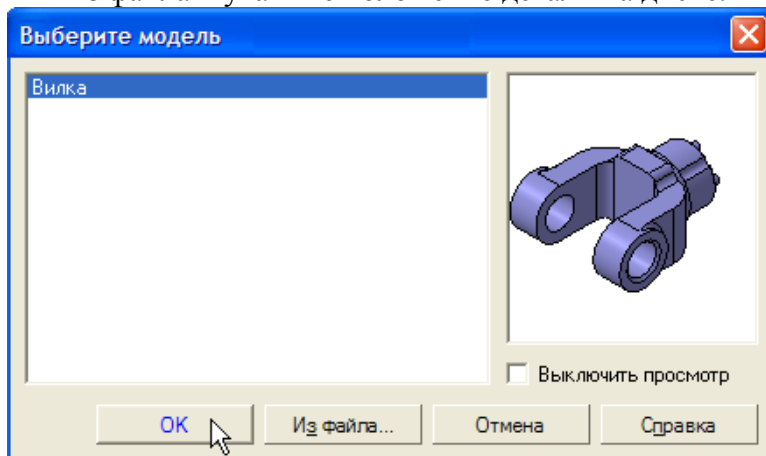 Выберите модель
Вилка
Выключить просмотр
OK Из файла... Отмена Справка